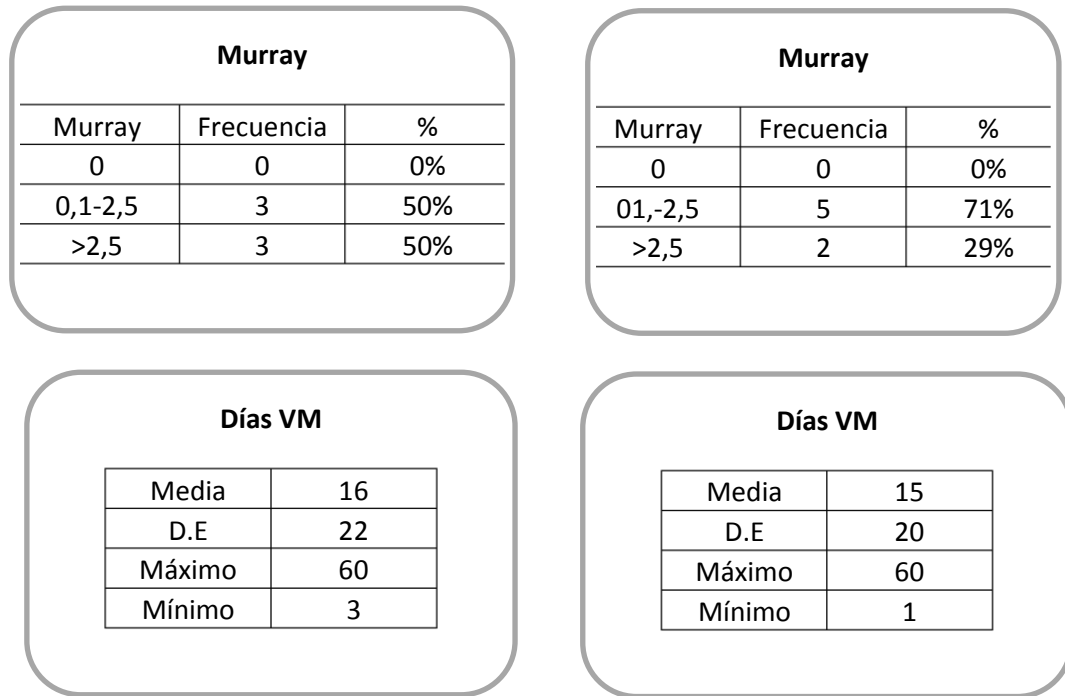 Murray
Murray Frecuencia %
0 0 0%
0,1-2,5 3 50%
>2,5 3 50%
Murray
Murray Frecuencia %
0 0 0%
01,-2,5 5 71%
>2,5 2 29%
Días VM
Media 16
D.E 22
Máximo 60
Mínimo 3
Días VM
Media 15
D.E 20
Máximo 60
Mínimo 1